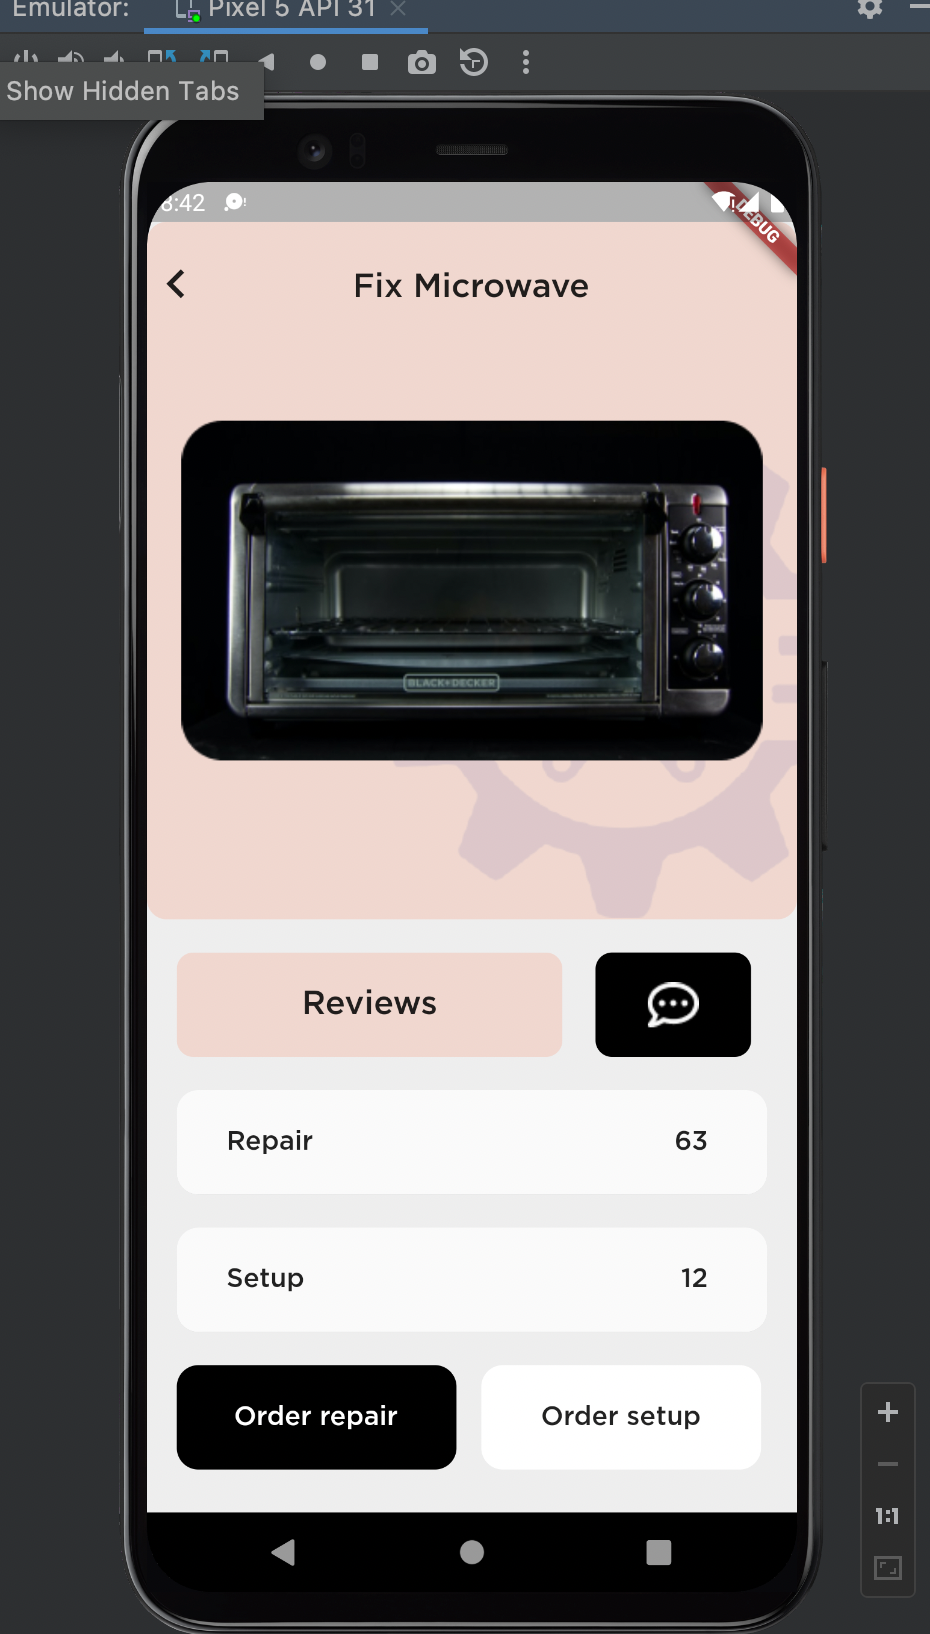 Emulator:
Pixel 5 API 31
Show Hidden Tabs
8:42
DEBUG
Fix Microwave
BLACK+DECKER
Reviews
Repair
63
Setup
12
Order repair
Order setup
1:1